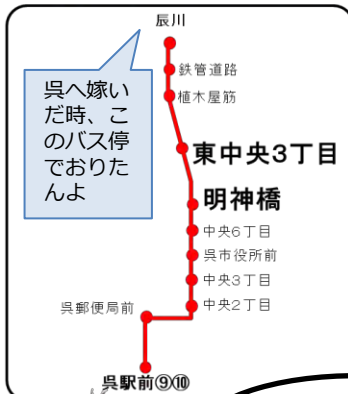 辰川
鉄管道路
植木屋筋
呉へ嫁い
だ時、こ
のバス停
でおりた
んよ
東中央3丁目
明神橋
中央6丁目
呉市役所前
中央3丁目
中央2丁目
呉郵便局前
呉駅前⑨⑩